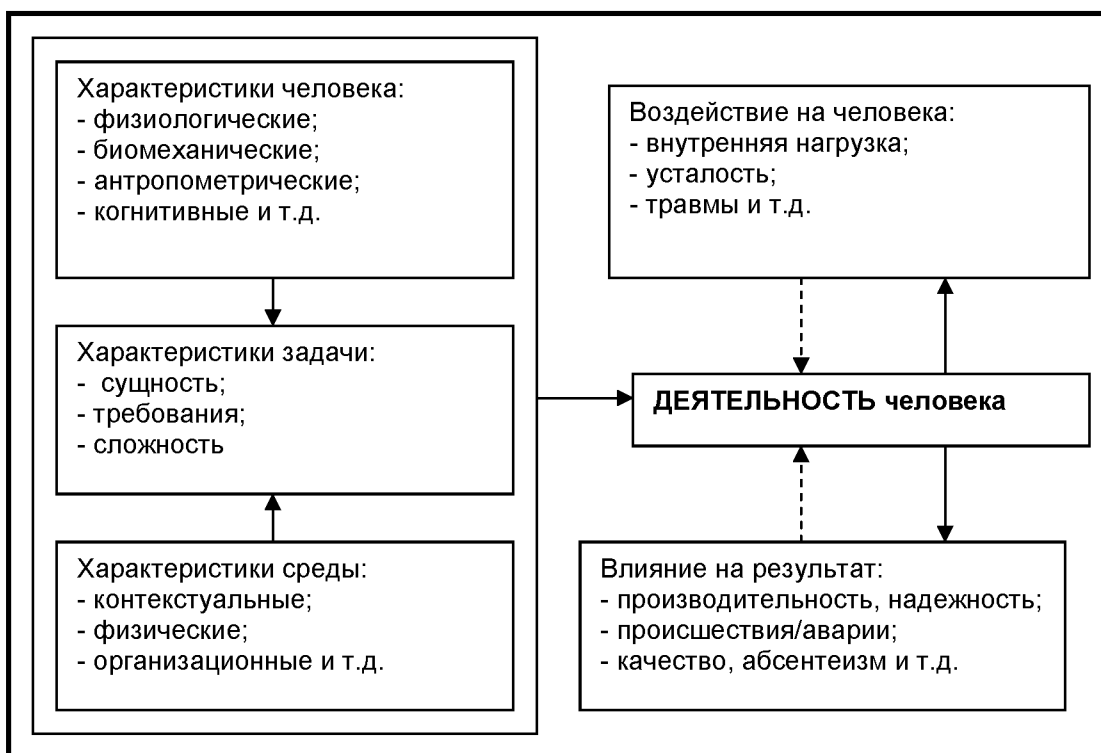 Характеристики человека:
- физиологические;
- биомеханические;
- антропометрические;
- когнитивные и т.д.
Характеристики задачи:
-  сущность;
- требования;
- сложность
Характеристики среды:
- контекстуальные;
- физические;
- организационные и т.д.
Воздействие на человека:
- внутренняя нагрузка;
- усталость;
- травмы и т.д.
ДЕЯТЕЛЬНОСТЬ человека
Влияние на результат:
- производительность, надежность;
- происшествия/аварии;
- качество, абсентеизм и т.д.